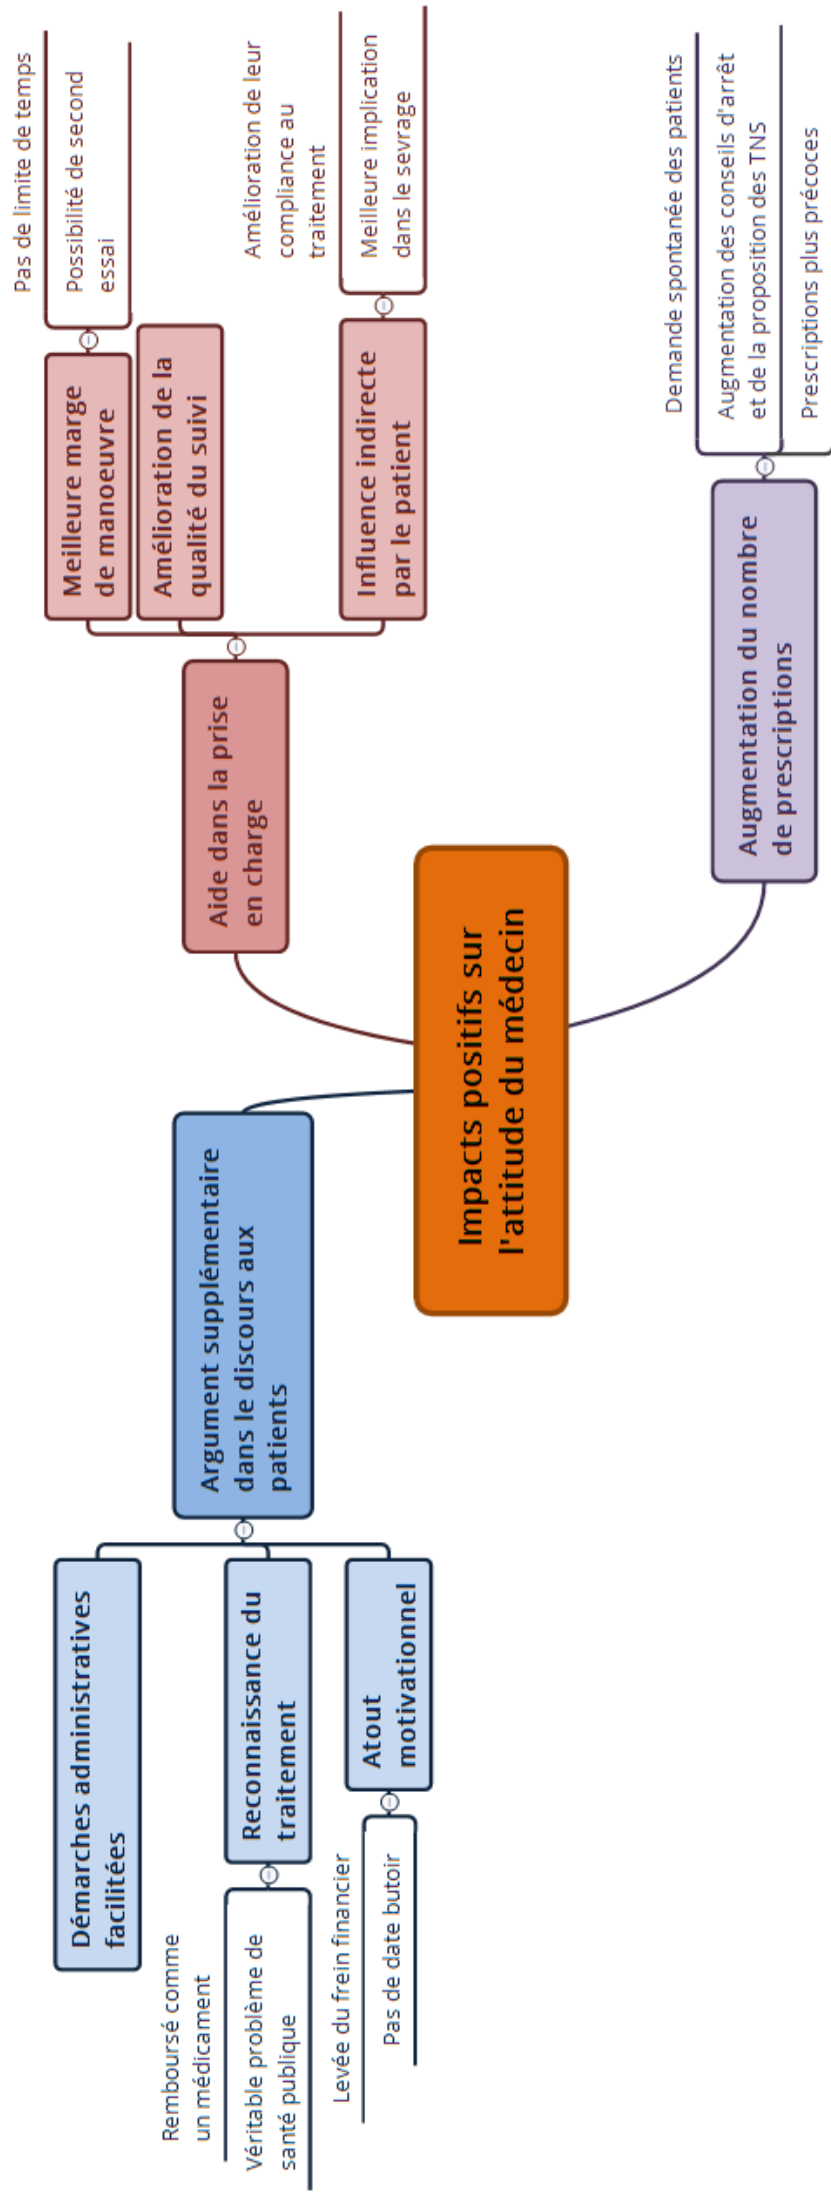 Impacts positifs sur
l'attitude du médecin
Argument supplémentaire
dans le discours aux
patients
Démarches administratives
facilitées
Reconnaissance du
traitement
Remboursé comme
un médicament
Véritable problème de
santé publique
Atout
motivationnel
Levée du frein financier
Pas de date butoir
Aide dans la prise
en charge
Meilleure marge
de manoeuvre
Pas de limite de temps
Possibilité de second
essai
Amélioration de la
qualité du suivi
Influence indirecte
par le patient
Amélioration de leur
compliance au
traitement
Meilleure implication
dans le sevrage
Augmentation du nombre
de prescriptions
Demande spontanée des patients
Augmentation des conseils d'arrêt
et de la proposition des TNS
Prescriptions plus précoces